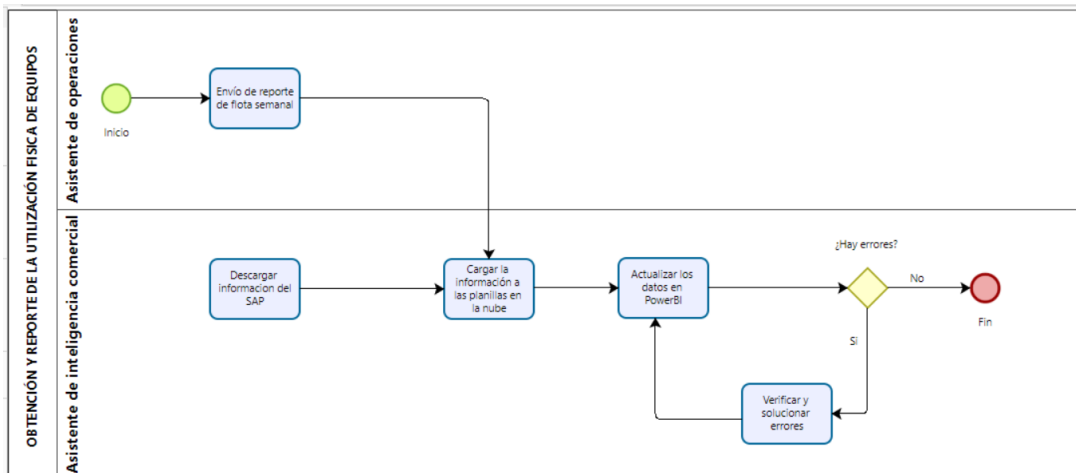 OBTENCIÓN Y REPORTE DE LA UTILIZACIÓN FISICA DE EQUIPOS
Asistente de operaciones
Inicio
Envío de reporte
de flota semanal
Asistente de inteligencia comercial
Descargar
informacion del
SAP
Cargar la
información a
las planillas en
la nube
Actualizar los
datos en
PowerBI
¿Hay errores?
No
Fin
Si
Verificar y
solucionar
errores